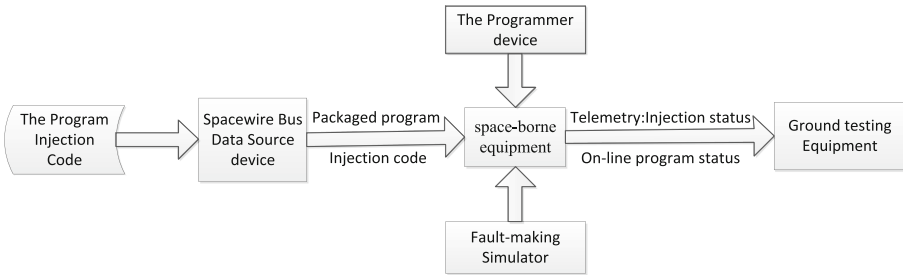 The Programmer
device
The Program
Injection
Code
Spacewire Bus
Data Source
device
Packaged program
Injection code
space-borne
equipment
Telemetry:Injection status
On-line program status
Ground testing
Equipment
Fault-making
Simulator